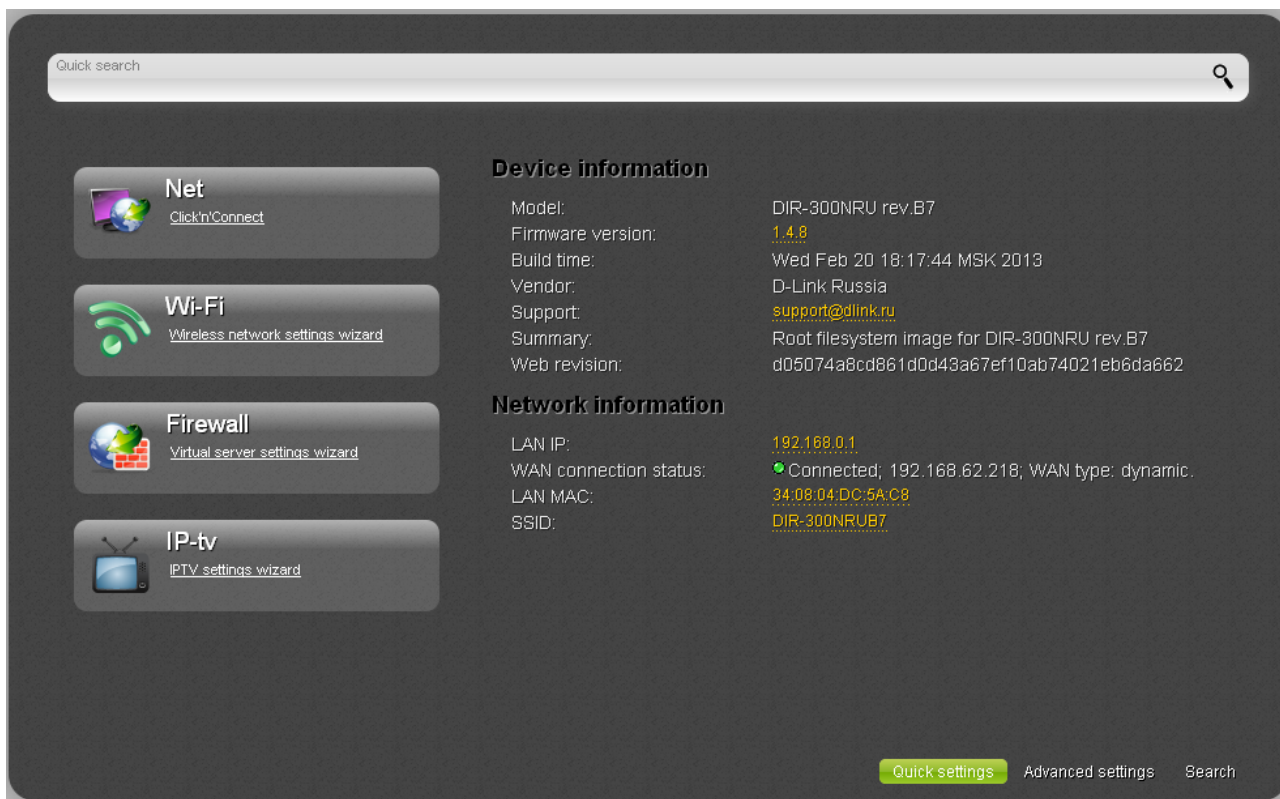 Quick search
Net
Click'n'Connect
Wi-Fi
Wireless network settings wizard
Firewall
Virtual server settings wizard
IP-tv
IPTV settings wizard
Device information
Model: DIR-300NRU rev.B7
Firmware version: 1.4.8
Build time: Wed Feb 20 18:17:44 MSK 2013
Vendor: D-Link Russia
Support: support@dlink.ru
Summary: Root filesystem image for DIR-300NRU rev.B7
Web revision: d05074a8cd861d0d43a67ef10ab74021eb6da662
Network information
LAN IP: 192.168.0.1
WAN connection status: Connected; 192.168.62.218; WAN type: dynamic.
LAN MAC: 34:08:04:DC:5A:C8
SSID: DIR-300NRUB7
Quick settings Advanced settings Search